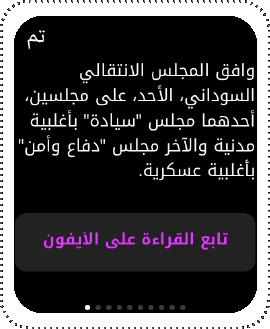 تم
وافق المجلس الانتقالي
السوداني، الأحد، على مجلسين،
أحدهما مجلس "سيادة" بأغلبية
مدنية والآخر مجلس "دفاع وأمن"
بأغلبية عسكرية.
تابع القراءة على الآيفون